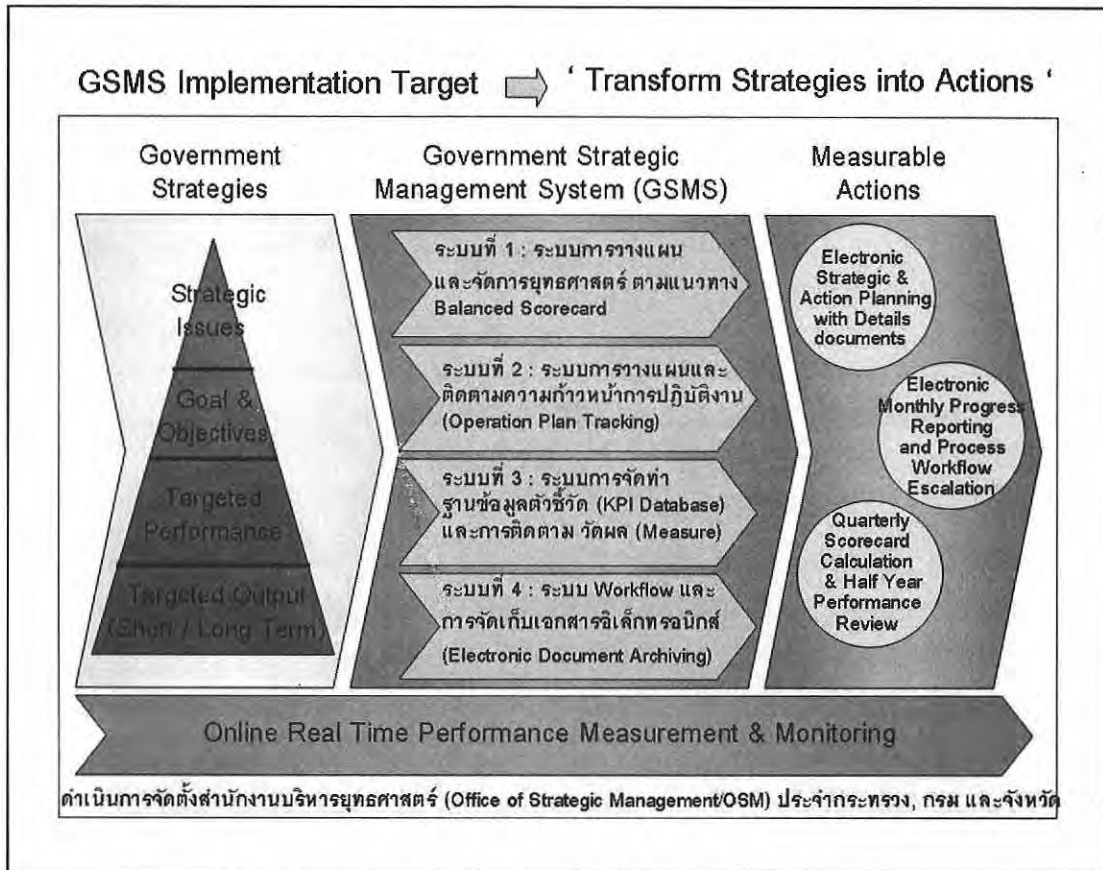 GSMS Implementation Target ' Transform Strategies into Actions '
Government
Strategies
Strategic
Issues
Goal &
Objectives
Targeted
Performance
Targeted Output
(Short / Long Term)
Government Strategic
Management System (GSMS)
ระบบที่ 1 : ระบบการวางแผน
และจัดการยุทธศาสตร์ ตามแนวทาง
Balanced Scorecard
ระบบที่ 2 : ระบบการวางแผนและ
ติดตามความก้าวหน้าการปฏิบัติงาน
(Operation Plan Tracking)
ระบบที่ 3 : ระบบการจัดทำ
ฐานข้อมูลตัวชี้วัด (KPI Database)
และการติดตาม วัดผล (Measure)
ระบบที่ 4 : ระบบ Workflow และ
การจัดเก็บเอกสารอิเล็กทรอนิกส์
(Electronic Document Archiving)
Measurable
Actions
Electronic
Strategic &
Action Planning
with Details
documents
Electronic
Monthly Progress
Reporting
and Process
Workflow
Escalation
Quarterly
Scorecard
Calculation
& Half Year
Performance
Review
Online Real Time Performance Measurement & Monitoring
ดำเนินการจัดตั้งสำนักงานบริหารยุทธศาสตร์ (Office of Strategic Management/OSM) ประจำกระทรวง, กรม และจังหวัด